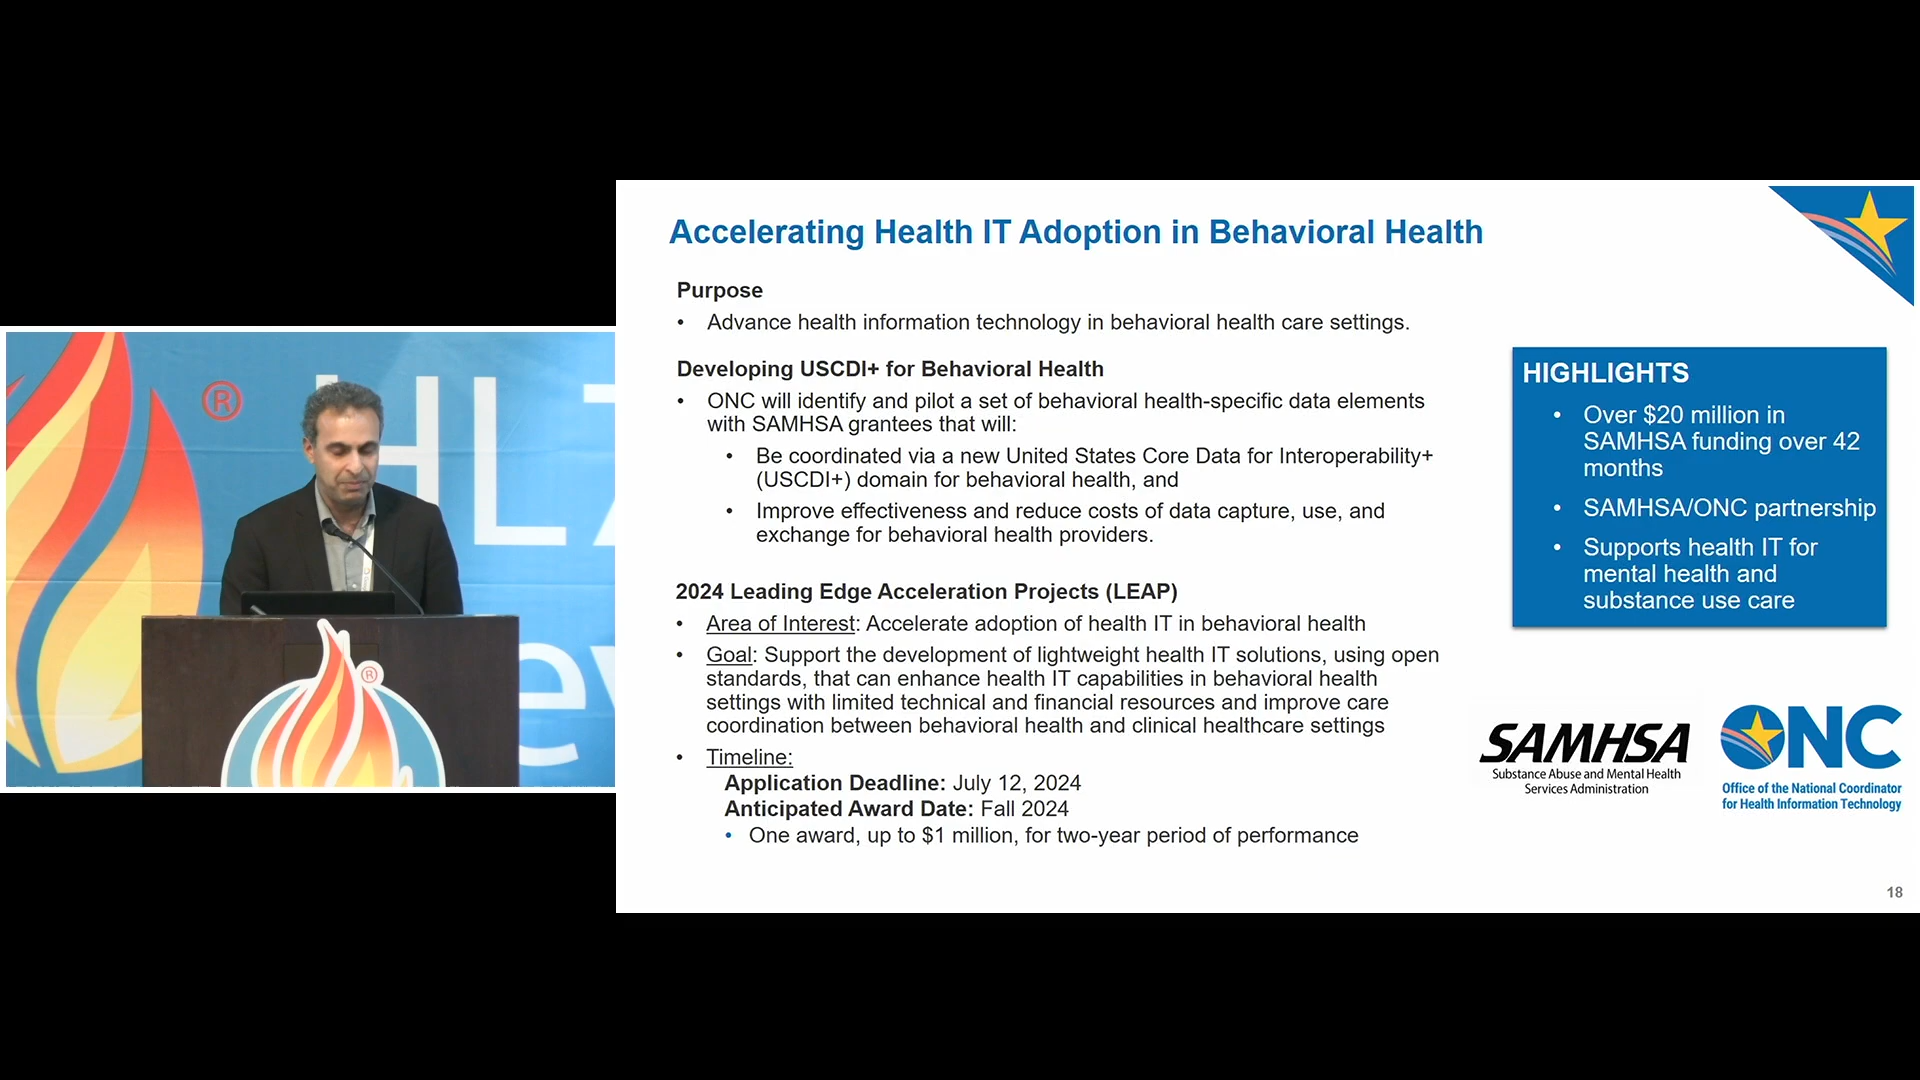 ®
HL7
ev
®
Accelerating Health IT Adoption in Behavioral Health
Purpose
• Advance health information technology in behavioral health care settings.
Developing USCDI+ for Behavioral Health
• ONC will identify and pilot a set of behavioral health-specific data elements
with SAMHSA grantees that will:
• Be coordinated via a new United States Core Data for Interoperability+
(USCDI+) domain for behavioral health, and
• Improve effectiveness and reduce costs of data capture, use, and
exchange for behavioral health providers.
2024 Leading Edge Acceleration Projects (LEAP)
• Area of Interest: Accelerate adoption of health IT in behavioral health
• Goal: Support the development of lightweight health IT solutions, using open
standards, that can enhance health IT capabilities in behavioral health
settings with limited technical and financial resources and improve care
coordination between behavioral health and clinical healthcare settings
• Timeline:
Application Deadline: July 12, 2024
Anticipated Award Date: Fall 2024
• One award, up to $1 million, for two-year period of performance
HIGHLIGHTS
• Over $20 million in
SAMHSA funding over 42
months
• SAMHSA/ONC partnership
• Supports health IT for
mental health and
substance use care
SAMHSA
Substance Abuse and Mental Health
Services Administration
ONC
Office of the National Coordinator
for Health Information Technology
18